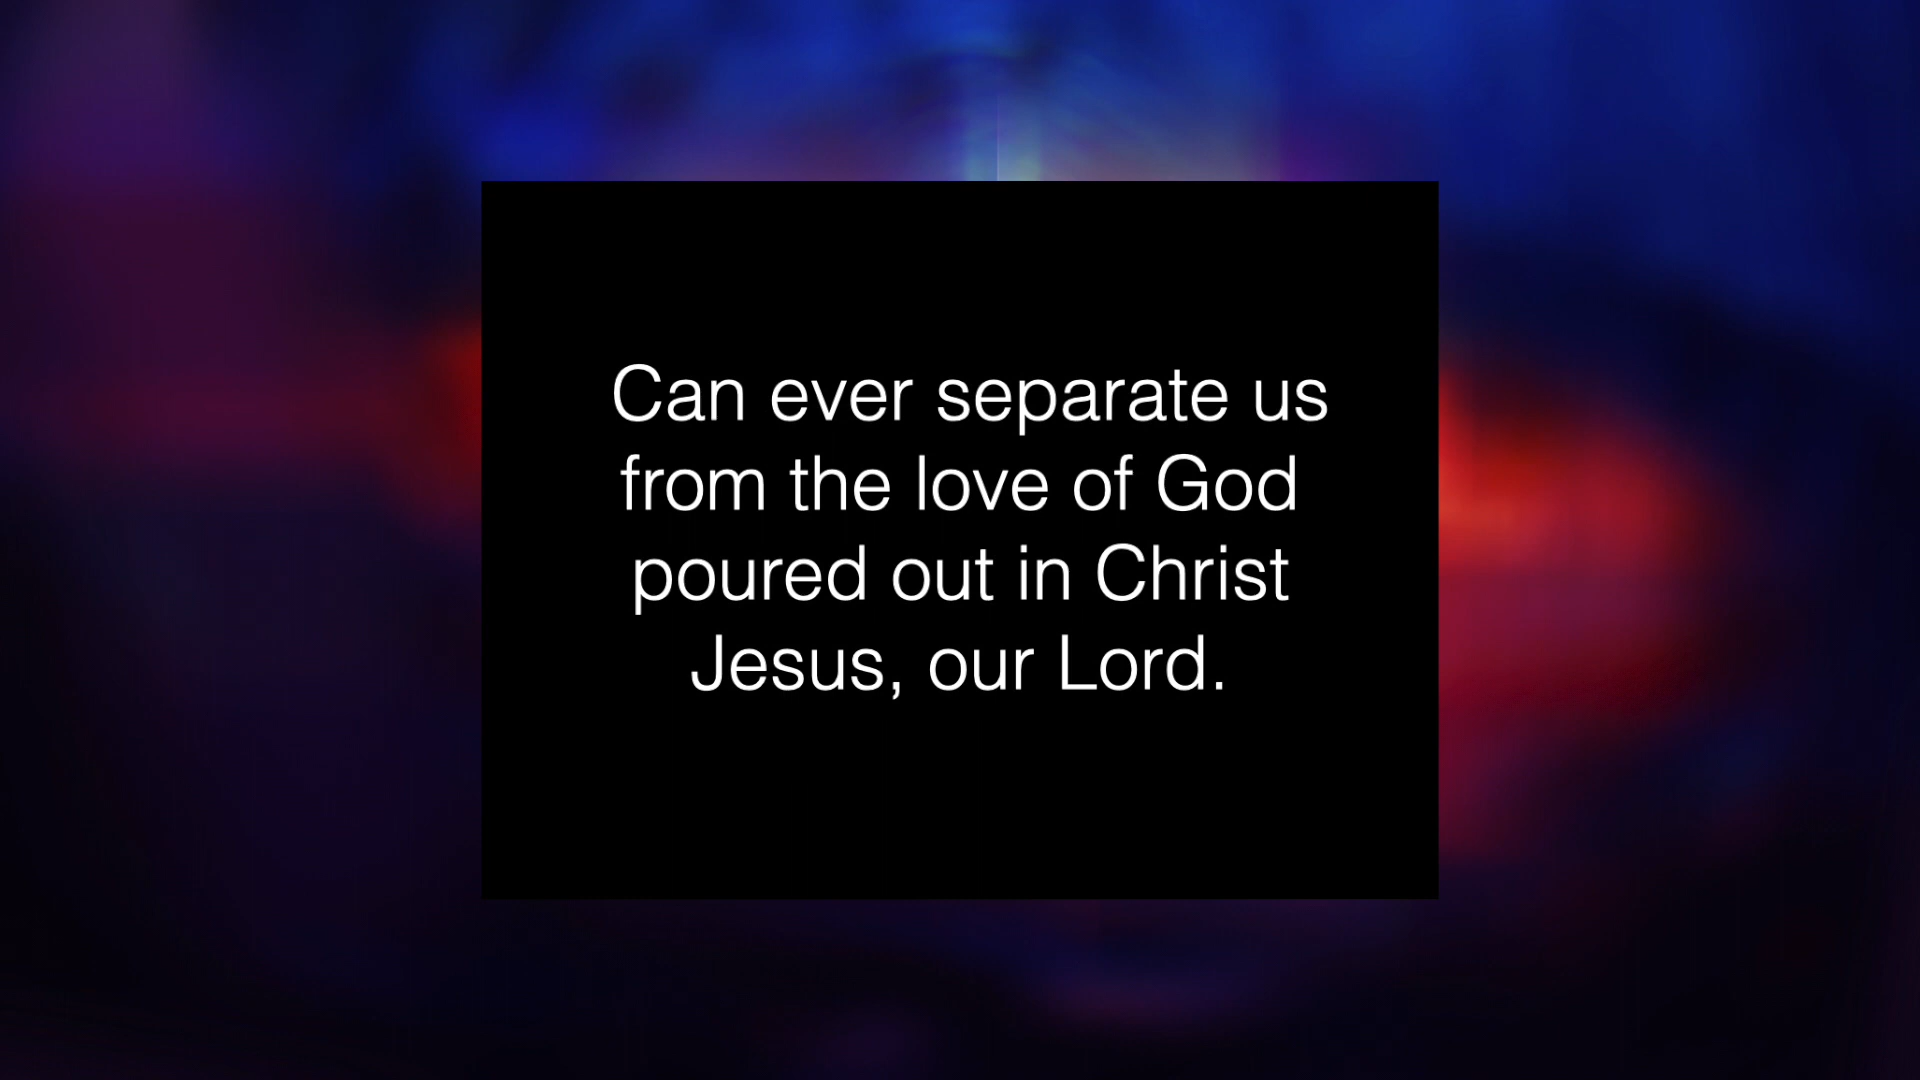 Can ever separate us
from the love of God
poured out in Christ
Jesus, our Lord.